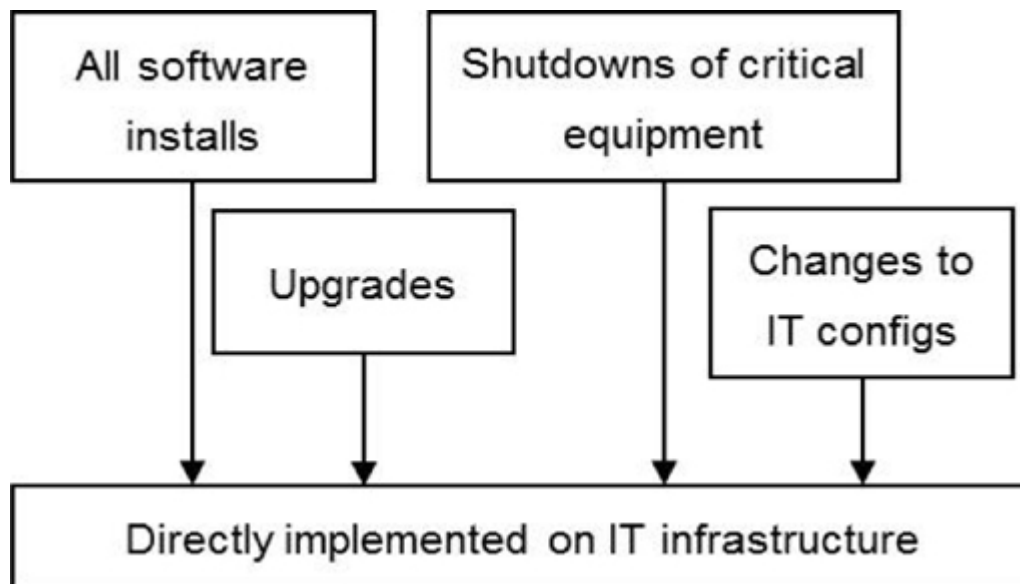 All software
installs
Shutdowns of critical
equipment
Upgrades
Changes to
IT configs
Directly implemented on IT infrastructure